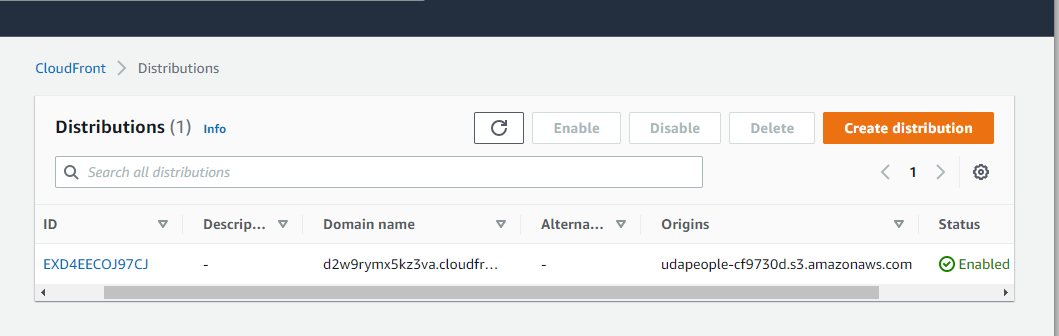 CloudFront > Distributions
Distributions (1) Info
Enable
Disable
Delete
Create distribution
Search all distributions
1
ID Descrip... Domain name Alterna... Origins Status
EXD4EECOJ97CJ - d2w9rymx5kz3va.cloudfr... - udapeople-cf9730d.s3.amazonaws.com Enabled